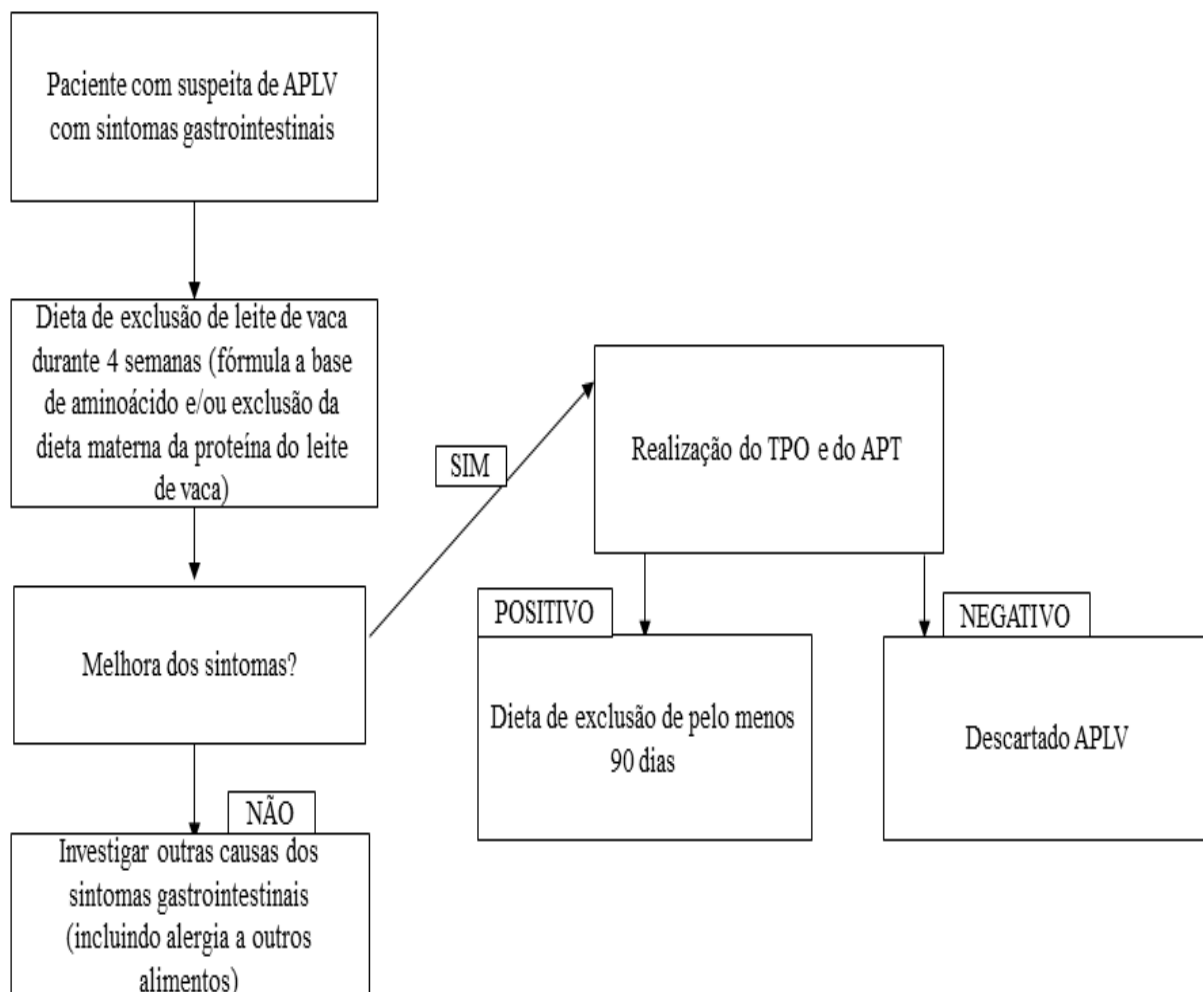 Paciente com suspeita de APLV
com sintomas gastrointestinais
Dieta de exclusão de leite de vaca
durante 4 semanas (fórmula a base
de aminoácido e/ou exclusão da
dieta materna da proteína do leite
de vaca)
Melhora dos sintomas?
NÃO
Investigar outras causas dos
sintomas gastrointestinais
(incluindo alergia a outros
alimentos)
SIM
Realização do TPO e do APT
POSITIVO
Dieta de exclusão de pelo menos
90 dias
NEGATIVO
Descartado APLV